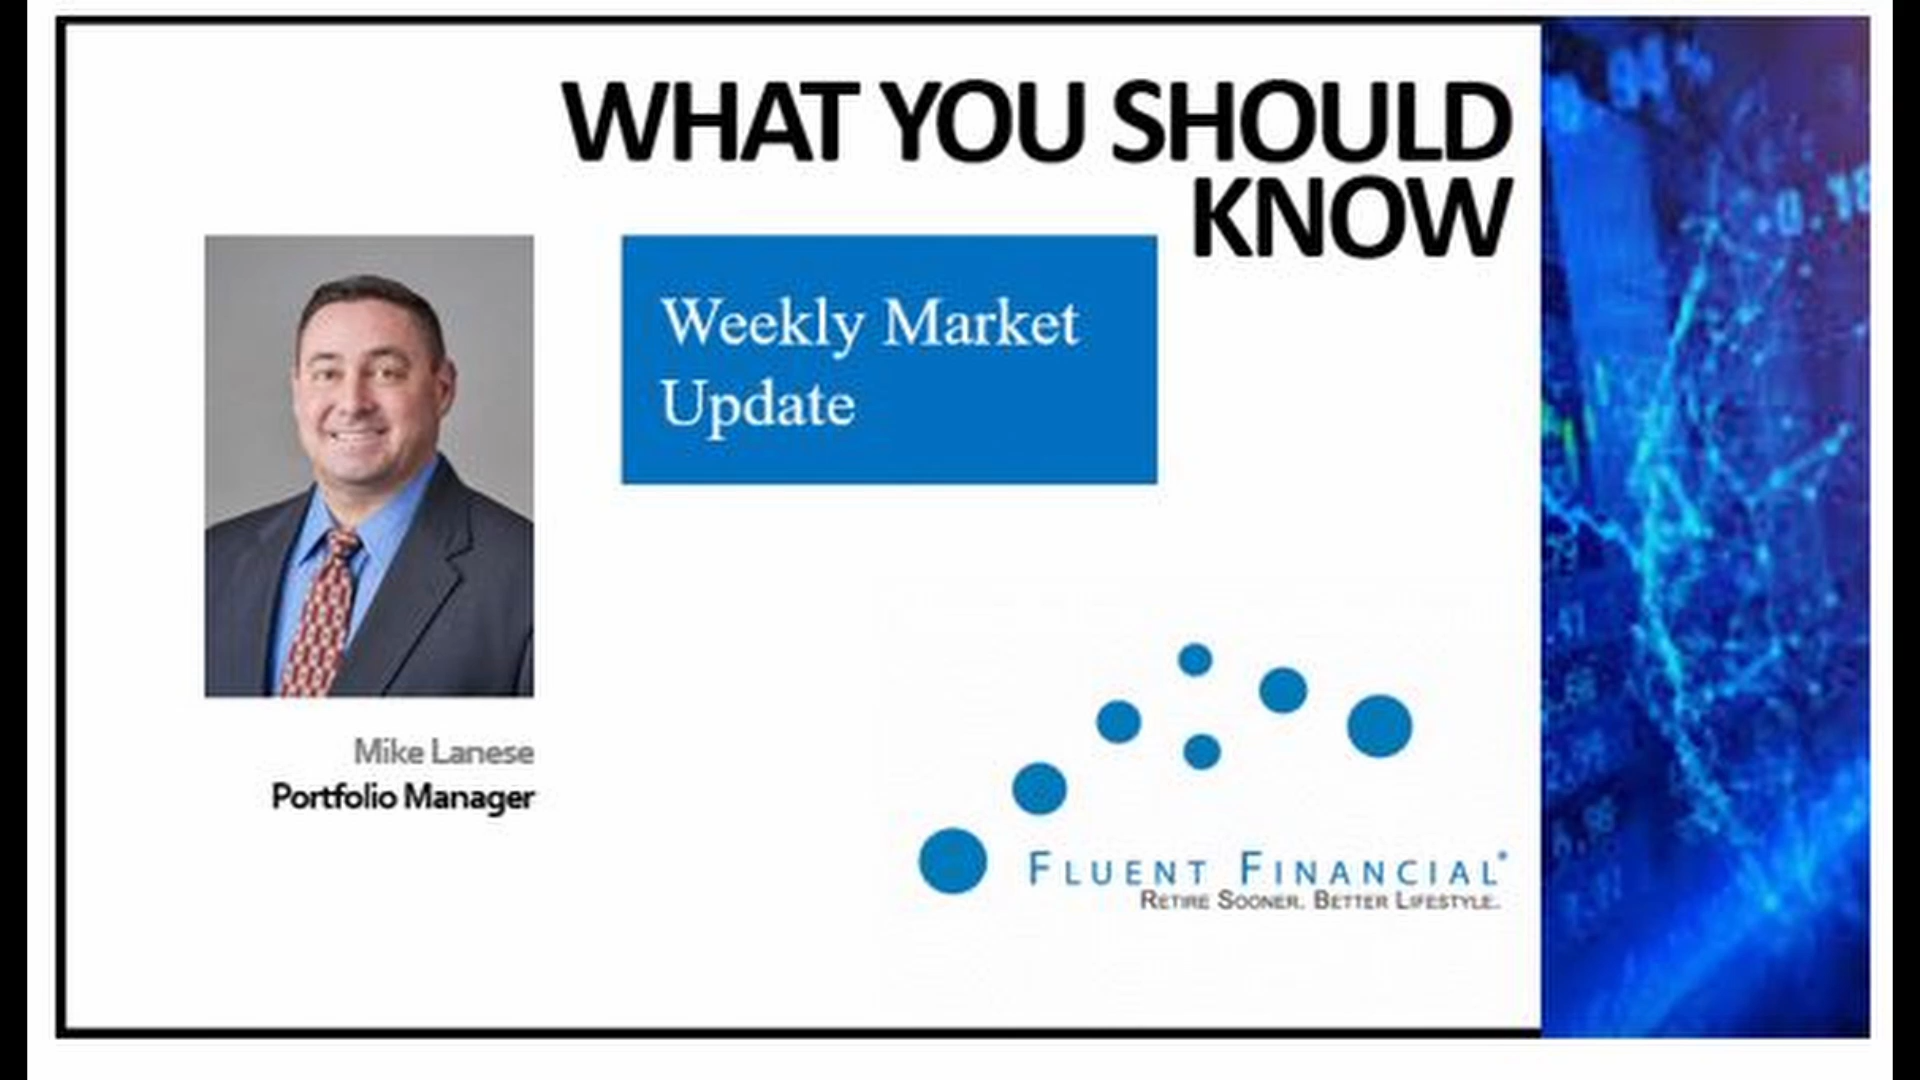 WHAT YOU SHOULD
KNOW
Weekly Market
Update
Mike Lanese
Portfolio Manager
FLUENT FINANCIAL®
RETIRE SOONER. BETTER LIFESTYLE.